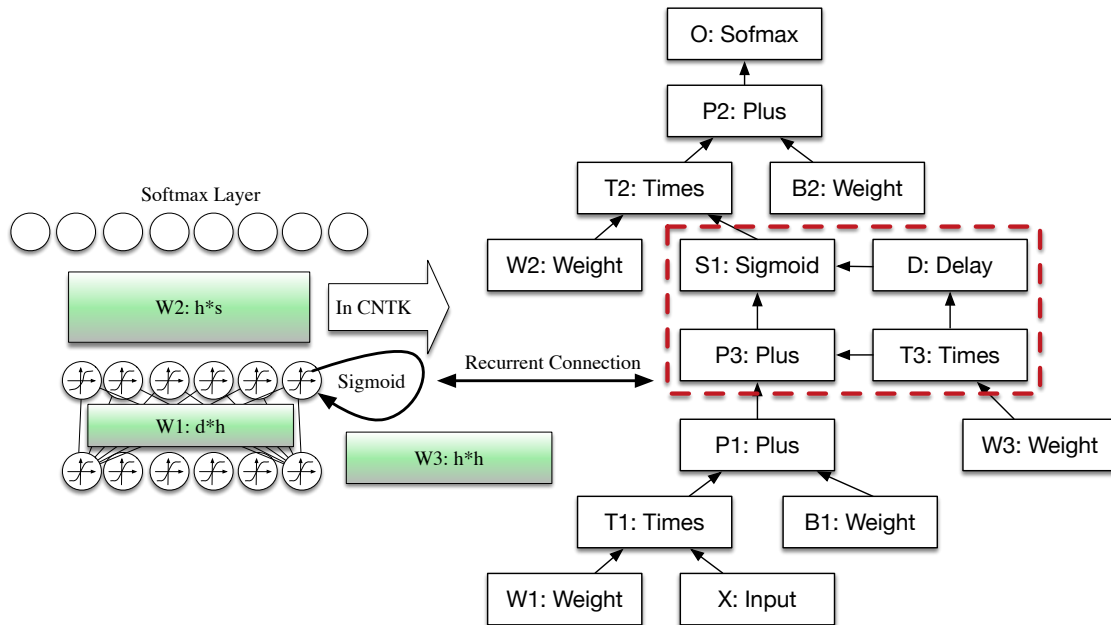 O: Sofmax
P2: Plus
T2: Times
B2: Weight
Softmax Layer
W2: Weight
S1: Sigmoid
D: Delay
W2: h*s
In CNTK
P3: Plus
T3: Times
Recurrent Connection
Sigmoid
W1: d*h
P1: Plus
W3: Weight
W3: h*h
T1: Times
B1: Weight
W1: Weight
X: Input